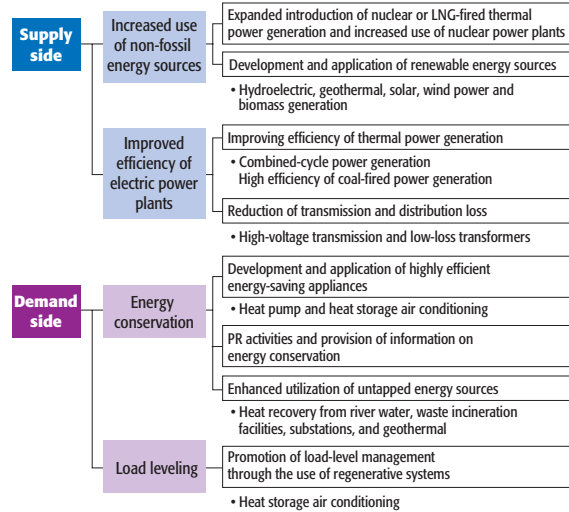 Supply
side
Increased use
of non-fossil
energy sources
Expanded introduction of nuclear or LNG-fired thermal
power generation and increased use of nuclear power plants
Development and application of renewable energy sources
• Hydroelectric, geothermal, solar, wind power and
biomass generation
Improved
efficiency of
electric power
plants
Improving efficiency of thermal power generation
• Combined-cycle power generation
High efficiency of coal-fired power generation
Reduction of transmission and distribution loss
• High-voltage transmission and low-loss transformers
Demand
side
Energy
conservation
Development and application of highly efficient
energy-saving appliances
• Heat pump and heat storage air conditioning
PR activities and provision of information on
energy conservation
Enhanced utilization of untapped energy sources
• Heat recovery from river water, waste incineration
facilities, substations, and geothermal
Load leveling
Promotion of load-level management
through the use of regenerative systems
• Heat storage air conditioning